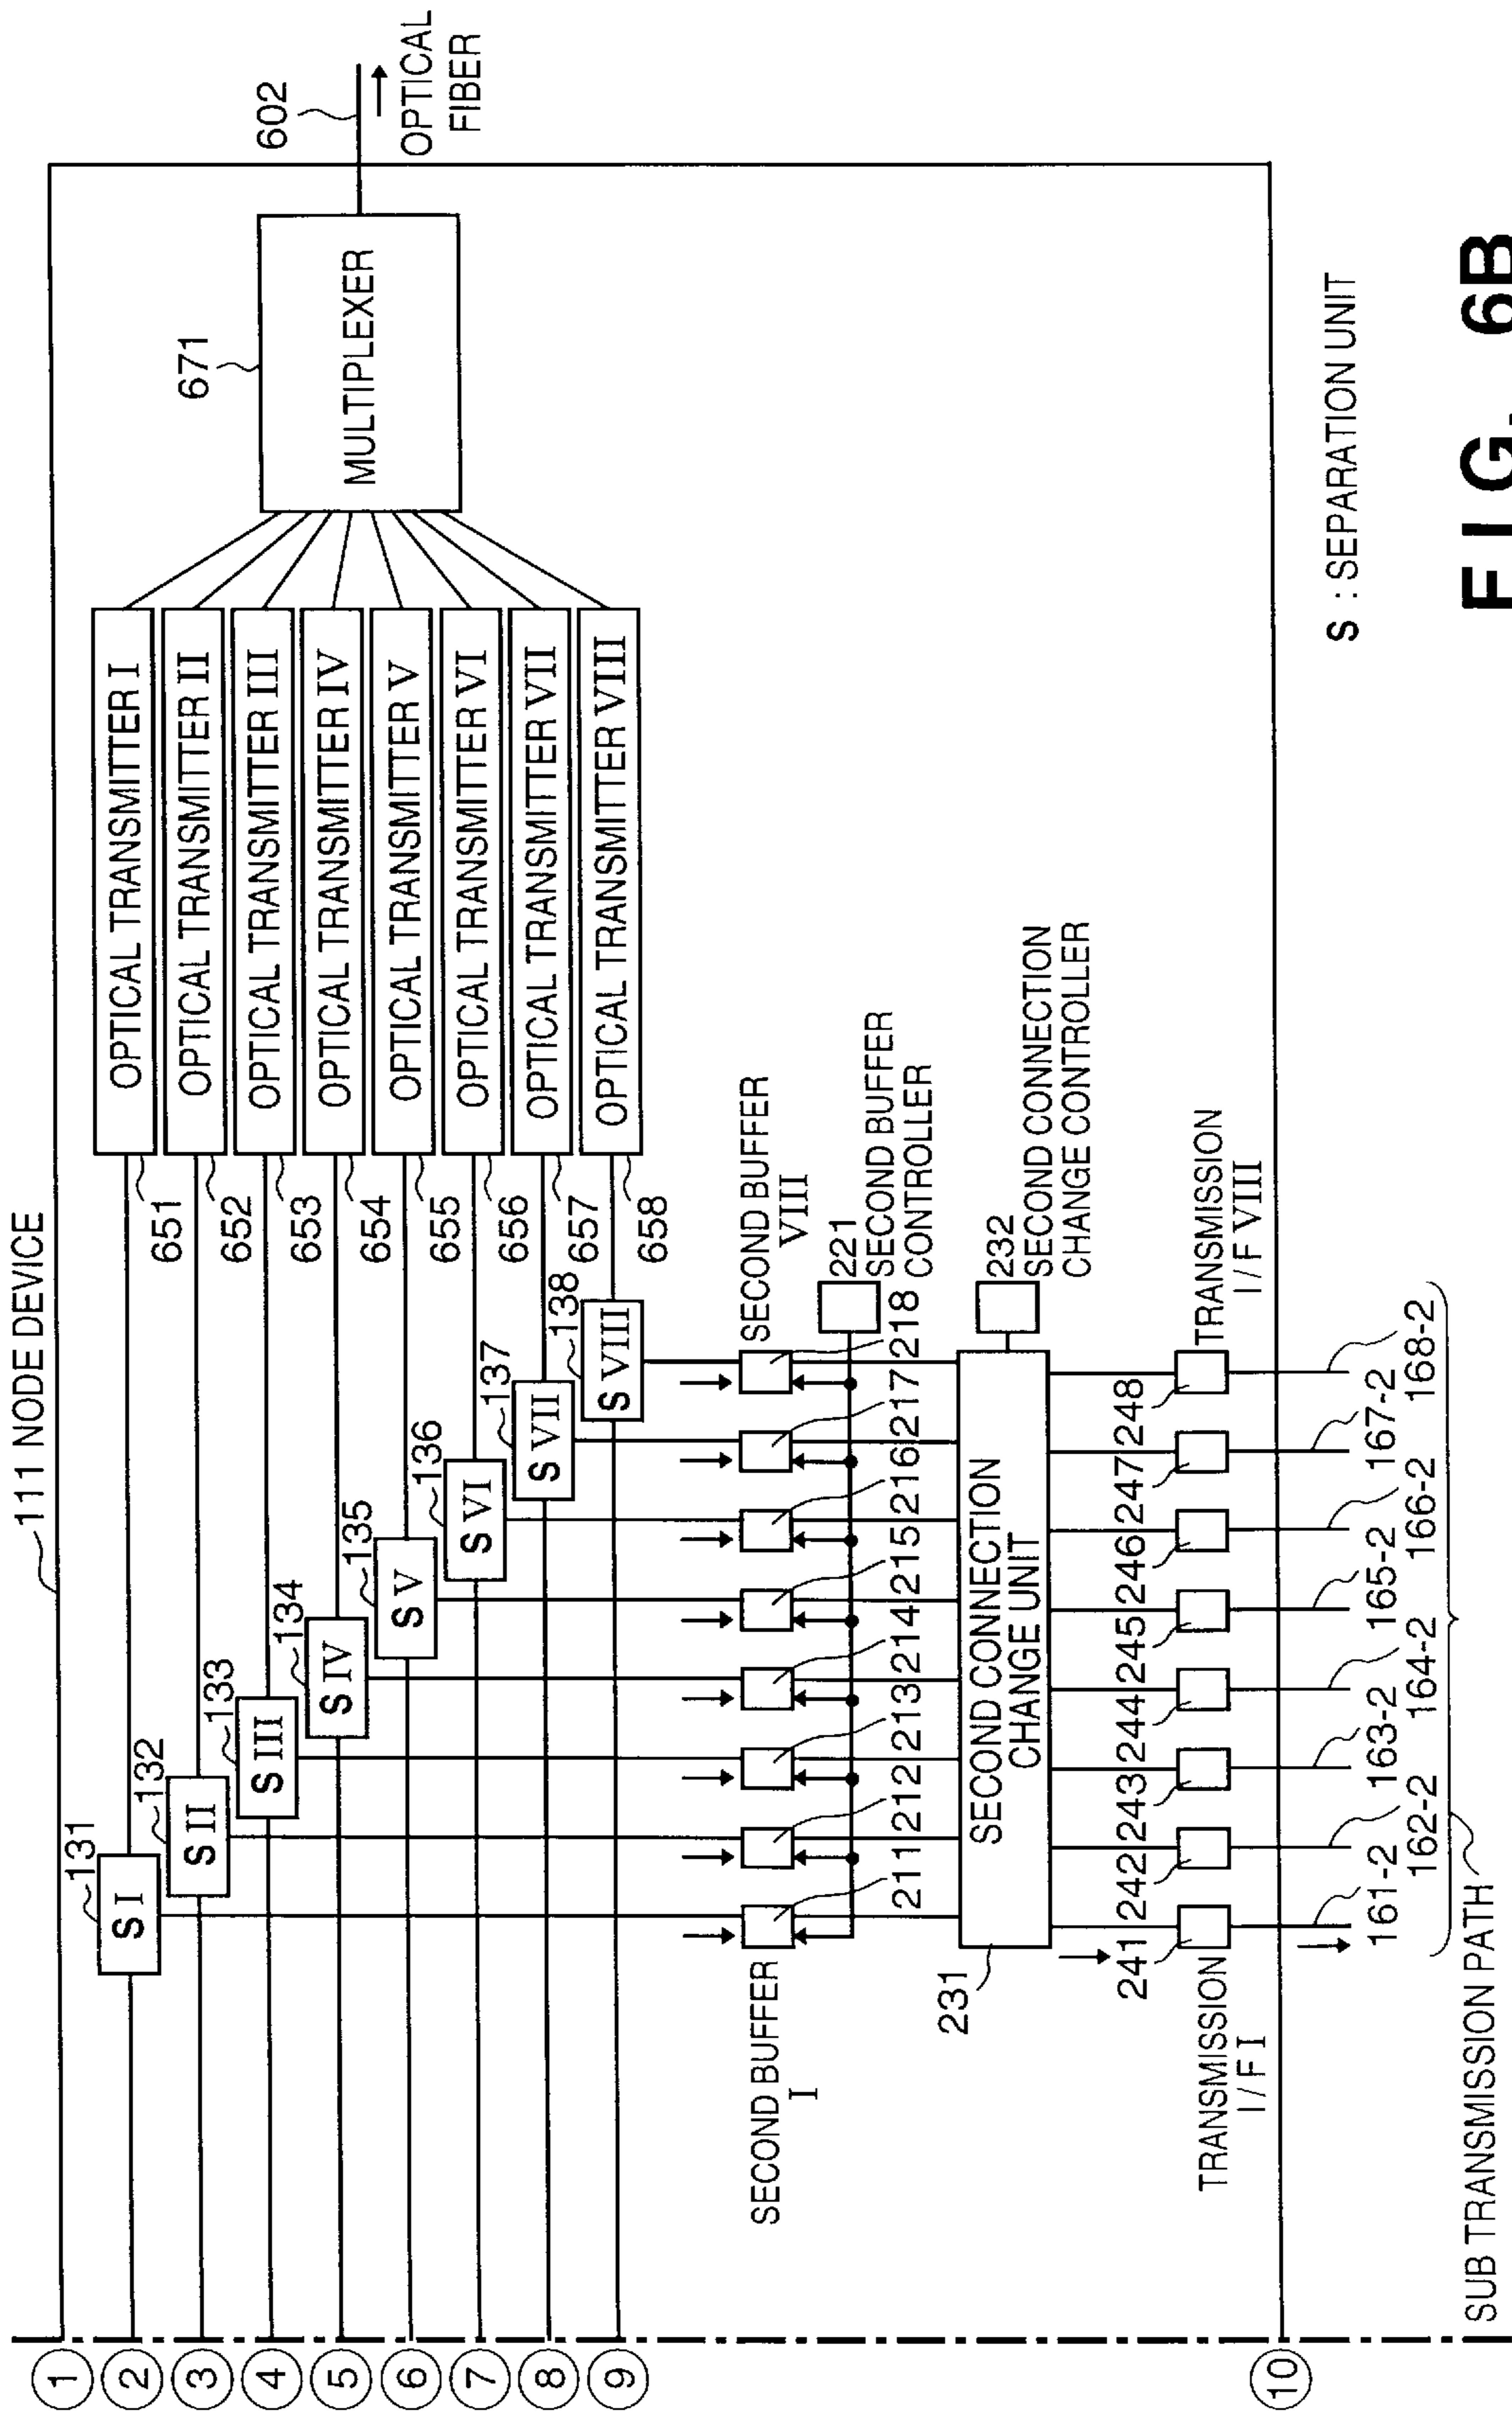 111 NODE DEVICE
602
OPTICAL
FIBER
671
MULTIPLEXER
OPTICAL TRANSMITTER I
OPTICAL TRANSMITTER II
OPTICAL TRANSMITTER III
OPTICAL TRANSMITTER IV
OPTICAL TRANSMITTER V
OPTICAL TRANSMITTER VI
OPTICAL TRANSMITTER VII
OPTICAL TRANSMITTER VIII
651
652
653
654
655
656
657
658
131
S I
132
S II
133
S III
134
S IV
135
S V
136
S VI
137
S VII
138
S VIII
1
2
3
4
5
6
7
8
9
10
SECOND BUFFER
I
SECOND BUFFER
VIII
211
212
213
214
215
216
217
218
221
SECOND BUFFER
CONTROLLER
231
SECOND CONNECTION
CHANGE UNIT
232
SECOND CONNECTION
CHANGE CONTROLLER
241
242
243
244
245
246
247
248
TRANSMISSION
I/F I
TRANSMISSION
I/F VIII
161-2
162-2
163-2
164-2
165-2
166-2
167-2
168-2
SUB TRANSMISSION PATH
S : SEPARATION UNIT
FIG. 6B